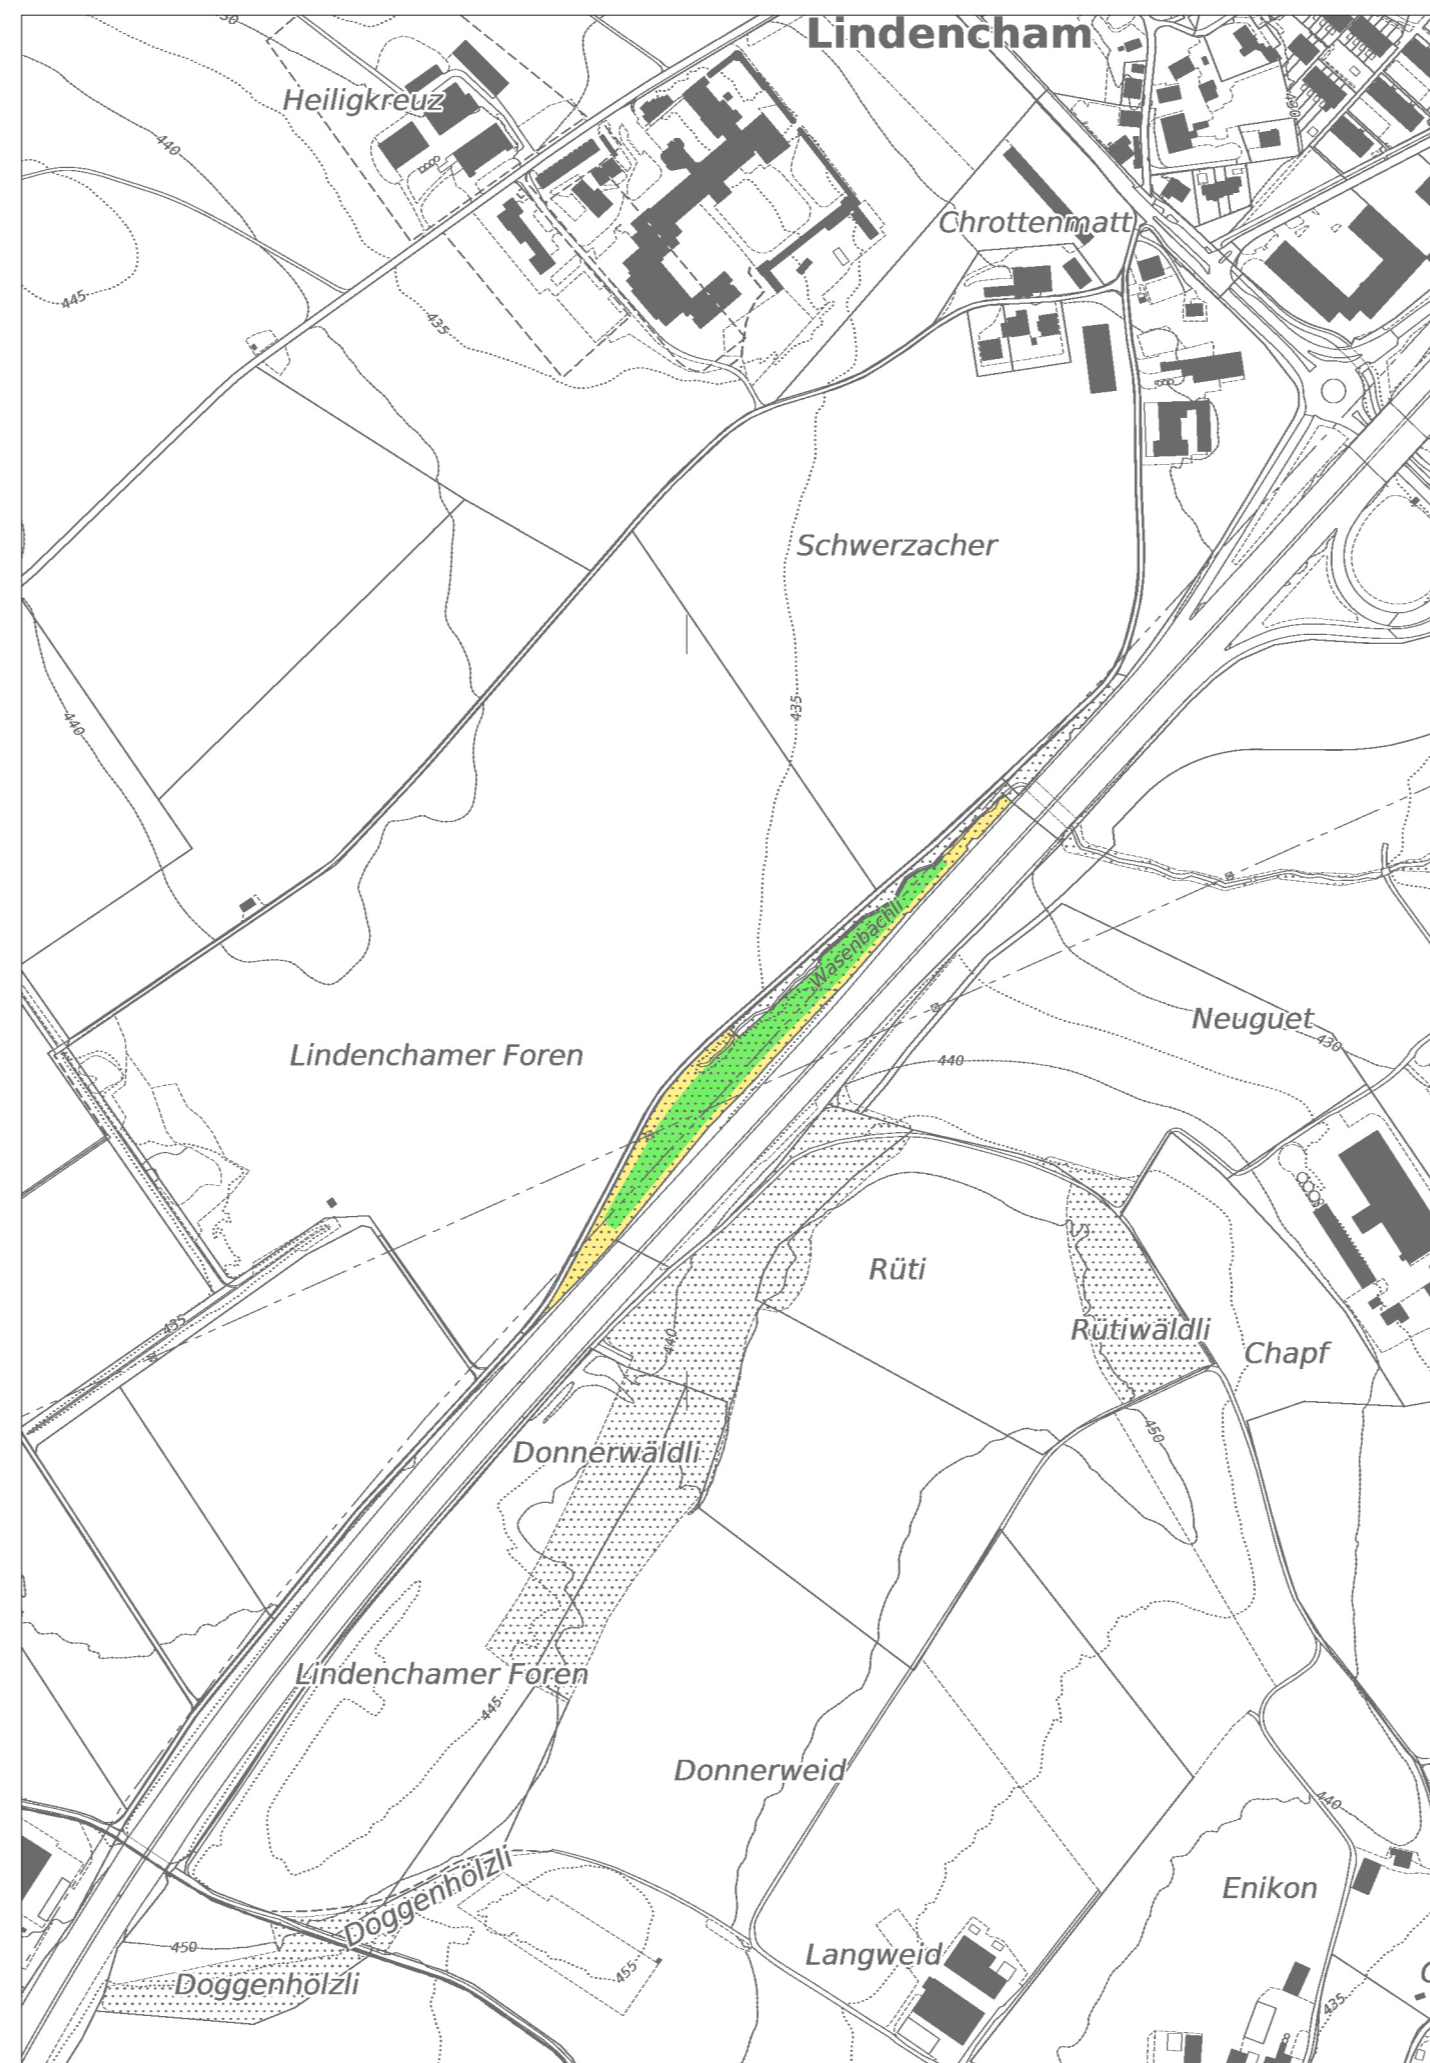 Lindencham
Heiligkreuz
440
Chrottenmatt
445
435
Schwerzacher
435
440
Wasenbächli
Neuguet
430
Lindenchamer Foren
440
Rüti
435
Rütiwäldli
440
Chapf
450
Donnerwäldli
Lindenchamer Foren
445
Donnerweid
440
Doggenhölzli
Enikon
450
Langweid
455
Doggenhölzli
435